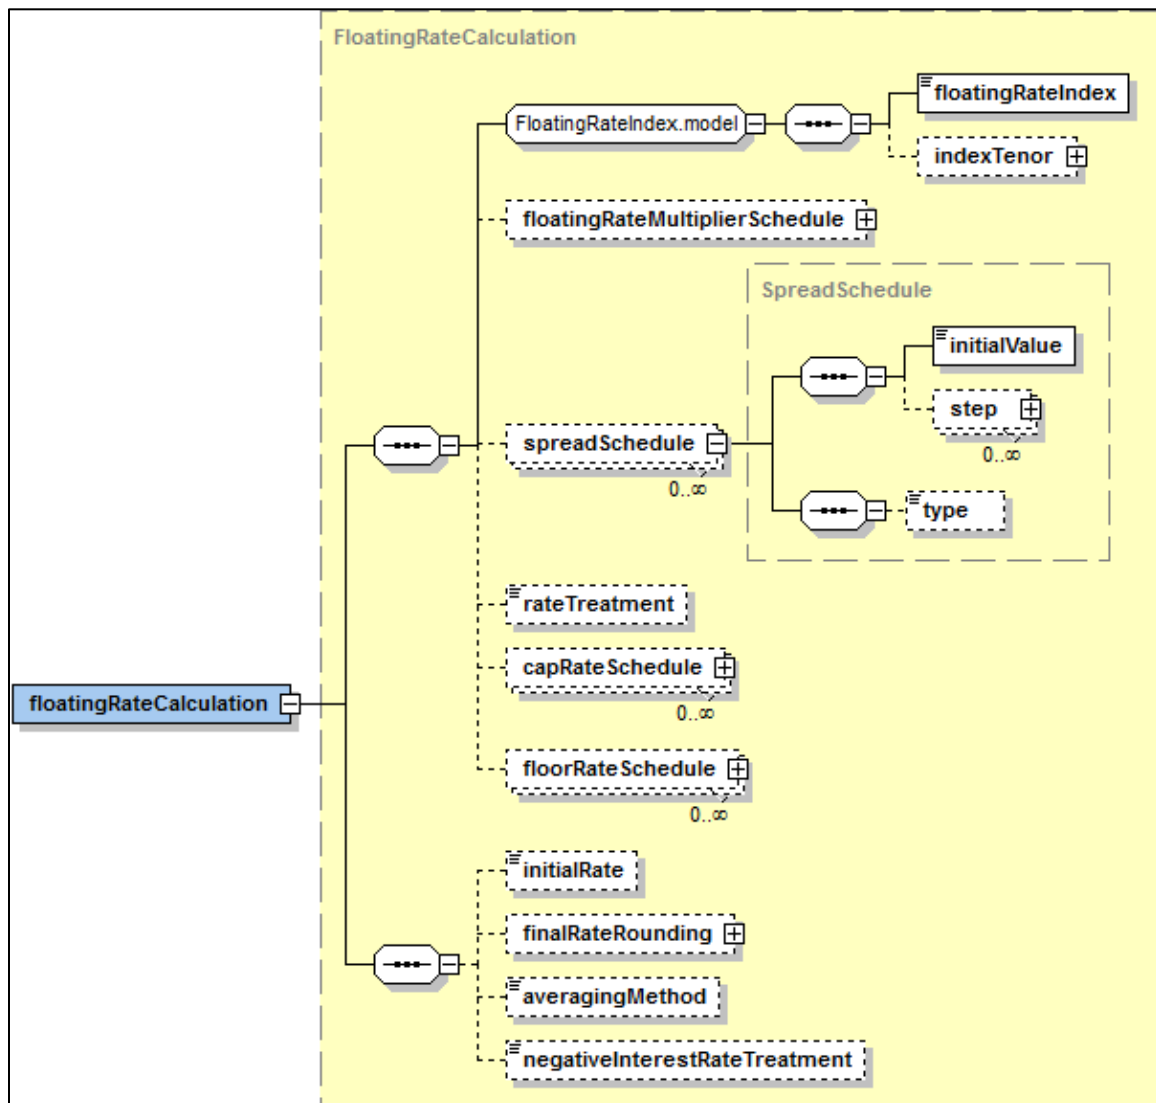 FloatingRateCalculation
floatingRateIndex
FloatingRateIndex.model
indexTenor
floatingRateMultiplierSchedule
SpreadSchedule
initialValue
step
0..∞
spreadSchedule
0..∞
type
rateTreatment
capRateSchedule
0..∞
floatingRateCalculation
floorRateSchedule
0..∞
initialRate
finalRateRounding
averagingMethod
negativeInterestRateTreatment